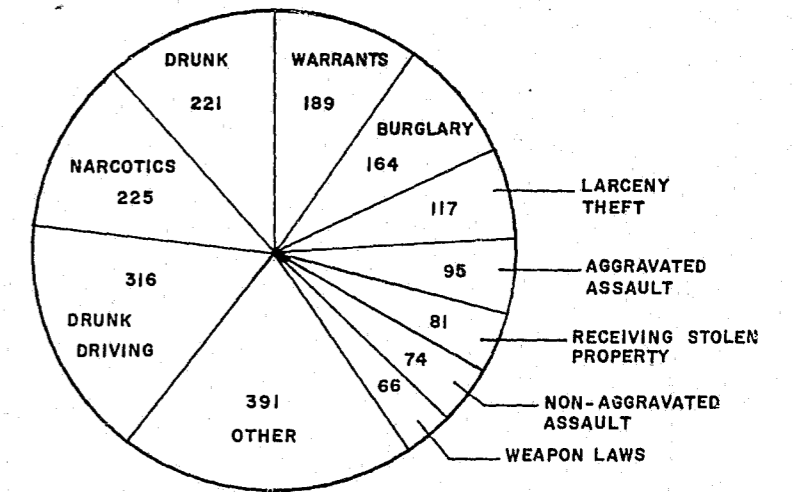 DRUNK
221
WARRANTS
189
BURGLARY
164
NARCOTICS
225
LARCENY
THEFT
117
AGGRAVATED
ASSAULT
95
316
DRUNK
DRIVING
81
RECEIVING STOLEN
PROPERTY
74
NON-AGGRAVATED
ASSAULT
66
WEAPON LAWS
391
OTHER